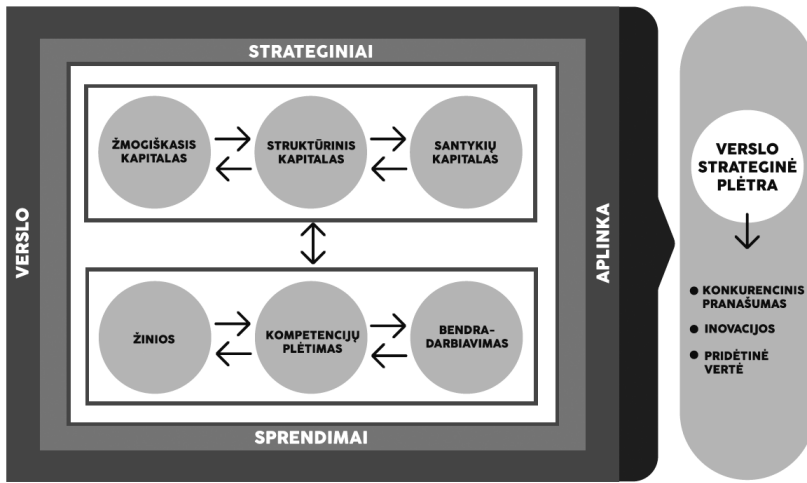 STRATEGINIAI
ŽMOGIŠKASIS
KAPITALAS
STRUKTŪRINIS
KAPITALAS
SANTYKIŲ
KAPITALAS
VERSLO
APLINKA
ŽINIOS
KOMPETENCIJŲ
PLĖTIMAS
BENDRA-
DARBIAVIMAS
SPRENDIMAI
VERSLO
STRATEGINĖ
PLĖTRA
● KONKURENCINIS
PRANAŠUMAS
● INOVACIJOS
● PRIDĖTINĖ
VERTĖ